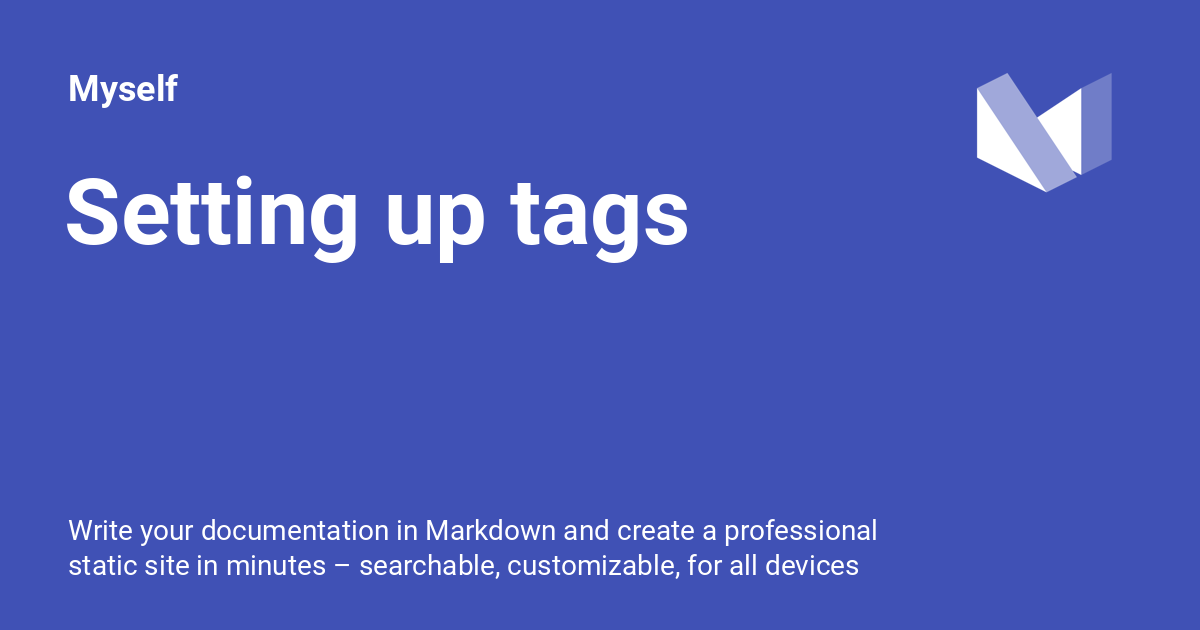 Myself
Setting up tags
Write your documentation in Markdown and create a professional
static site in minutes – searchable, customizable, for all devices